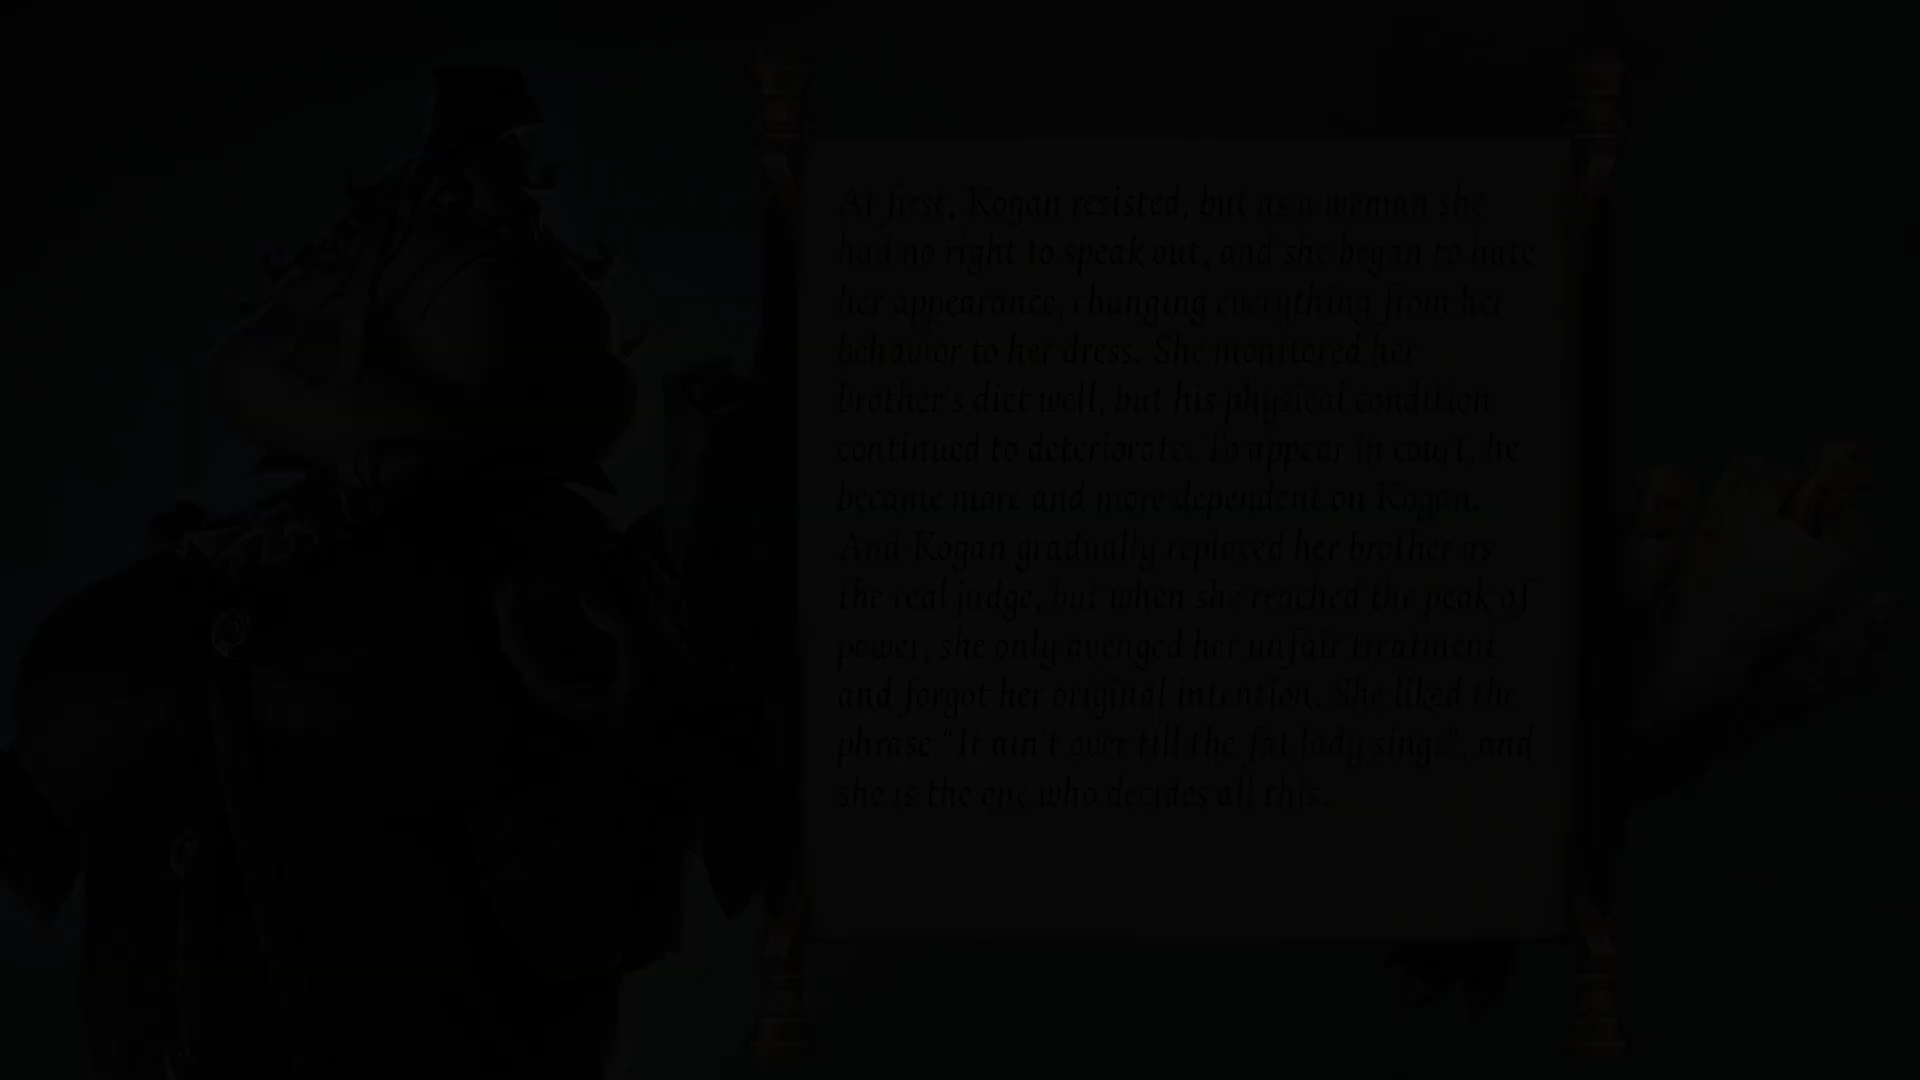 At first, Kogan resisted, but as a woman she
had no right to speak out, and she began to hate
her appearance, changing everything from her
behavior to her dress. She monitored her
brother's diet well, but his physical condition
continued to deteriorate. To appear in court, he
became more and more dependent on Kogan.
And Kogan gradually replaced her brother as
the real judge, but when she reached the peak of
power, she only avenged her unfair treatment
and forgot her original intention. She liked the
phrase "It ain't over till the fat lady sings", and
she is the one who decides all this.